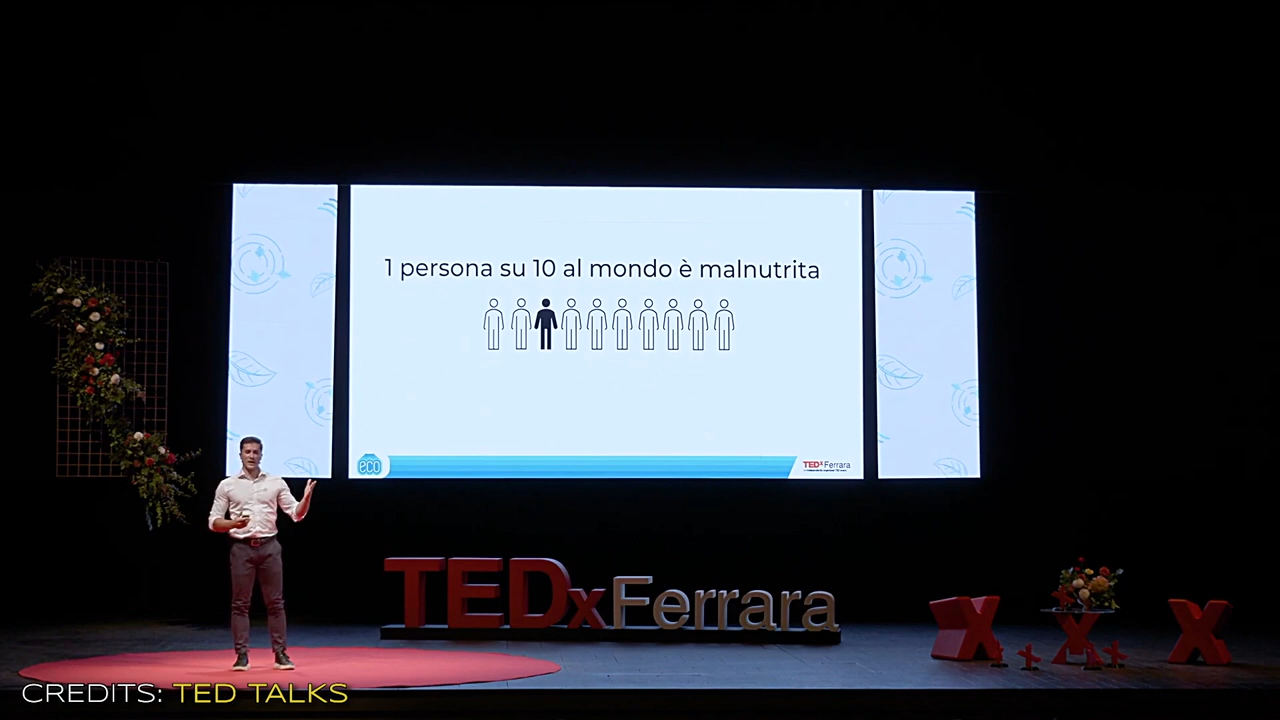 1 persona su 10 al mondo è malnutrita
eco
TEDxFerrara
TEDxFerrara
CREDITS: TED TALKS